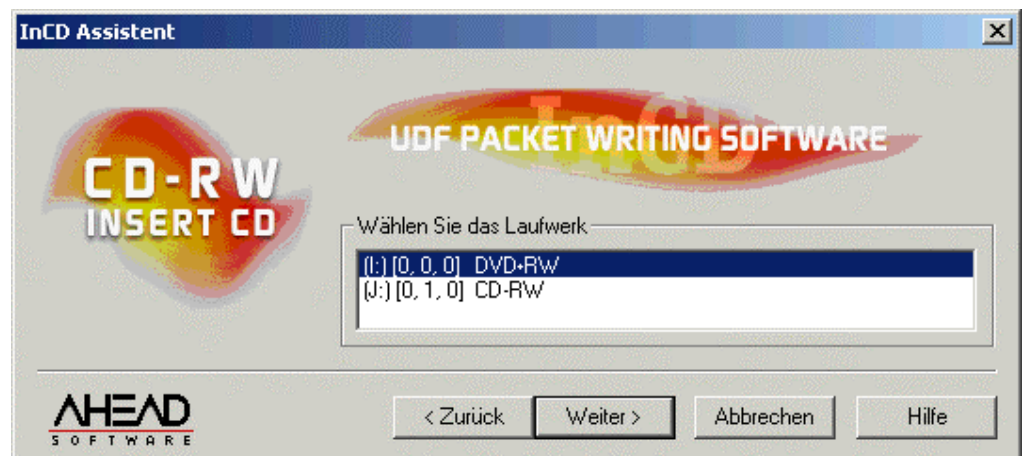 InCD Assistent
CD-RW
INSERT CD
InCD
UDF PACKET WRITING SOFTWARE
Wählen Sie das Laufwerk
(I:) [0, 0, 0] DVD+RW
(J:) [0, 1, 0] CD-RW
AHEAD
SOFTWARE
< Zurück
Weiter >
Abbrechen
Hilfe